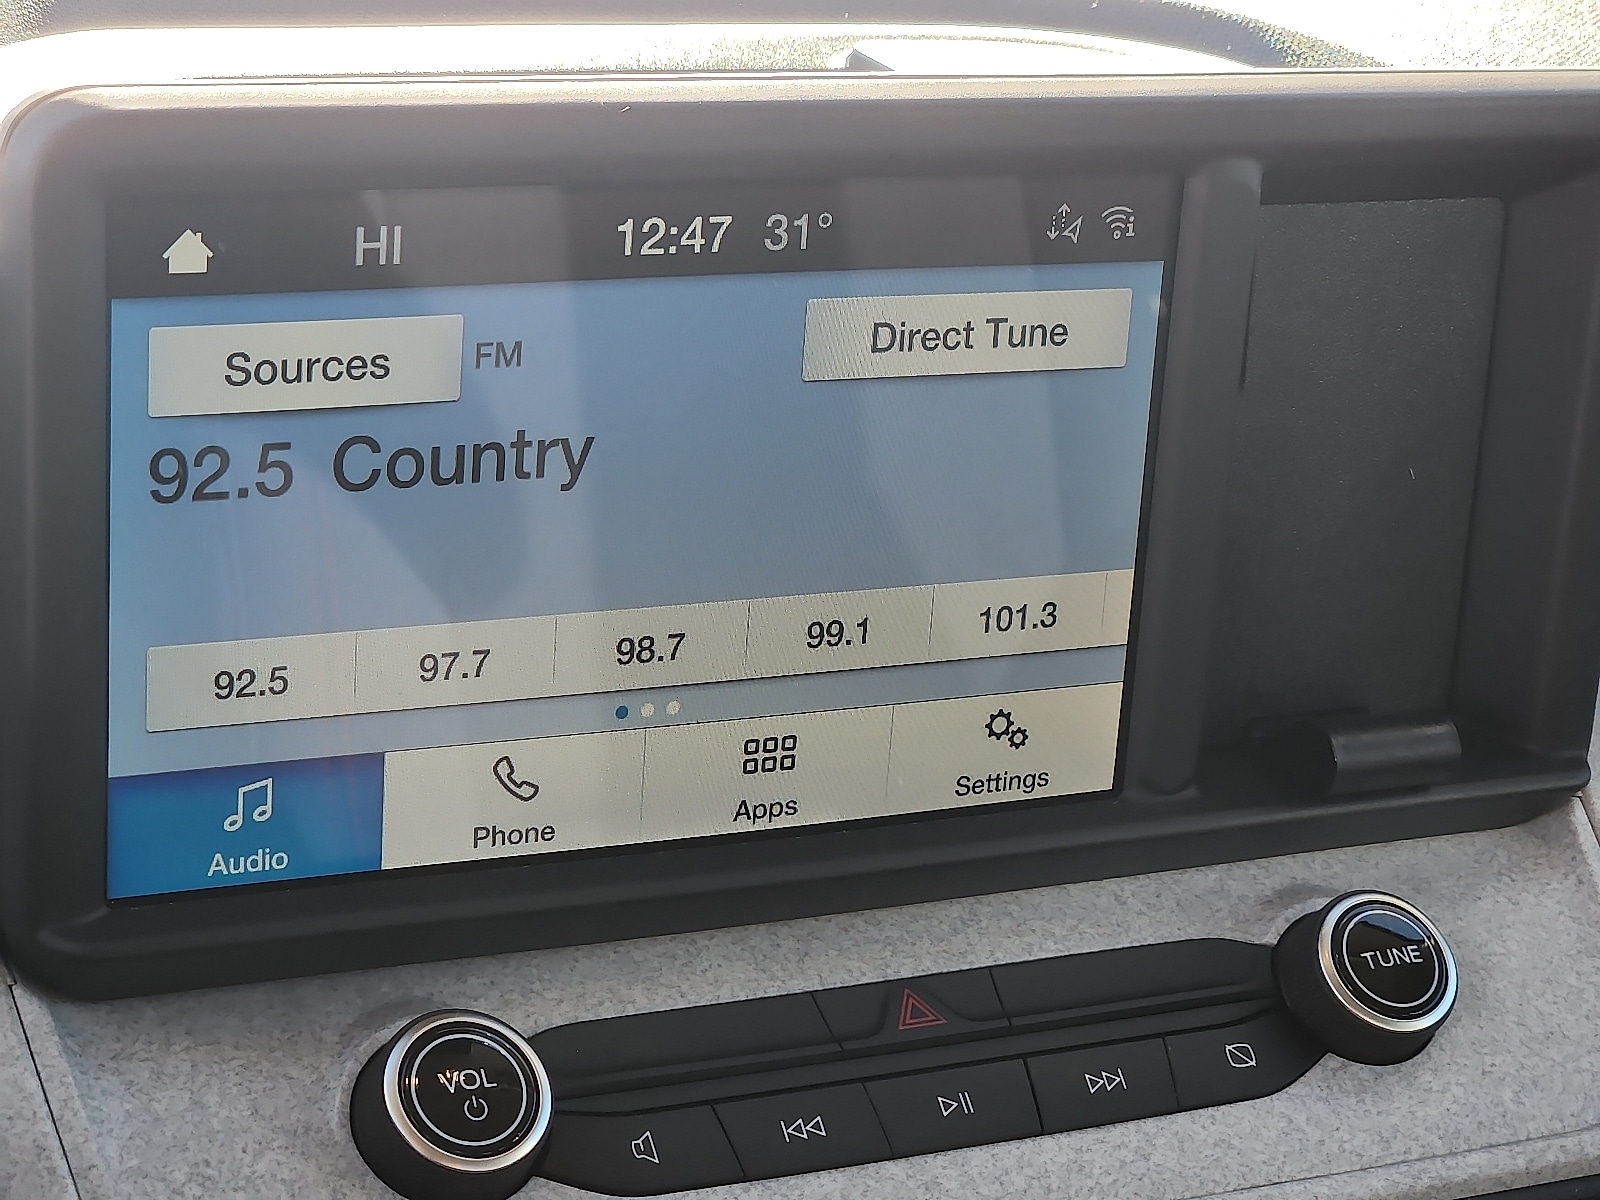 HI 12:47 31°
Sources FM Direct Tune
92.5 Country
92.5 97.7 98.7 99.1 101.3
Audio Phone Apps Settings
VOL
TUNE